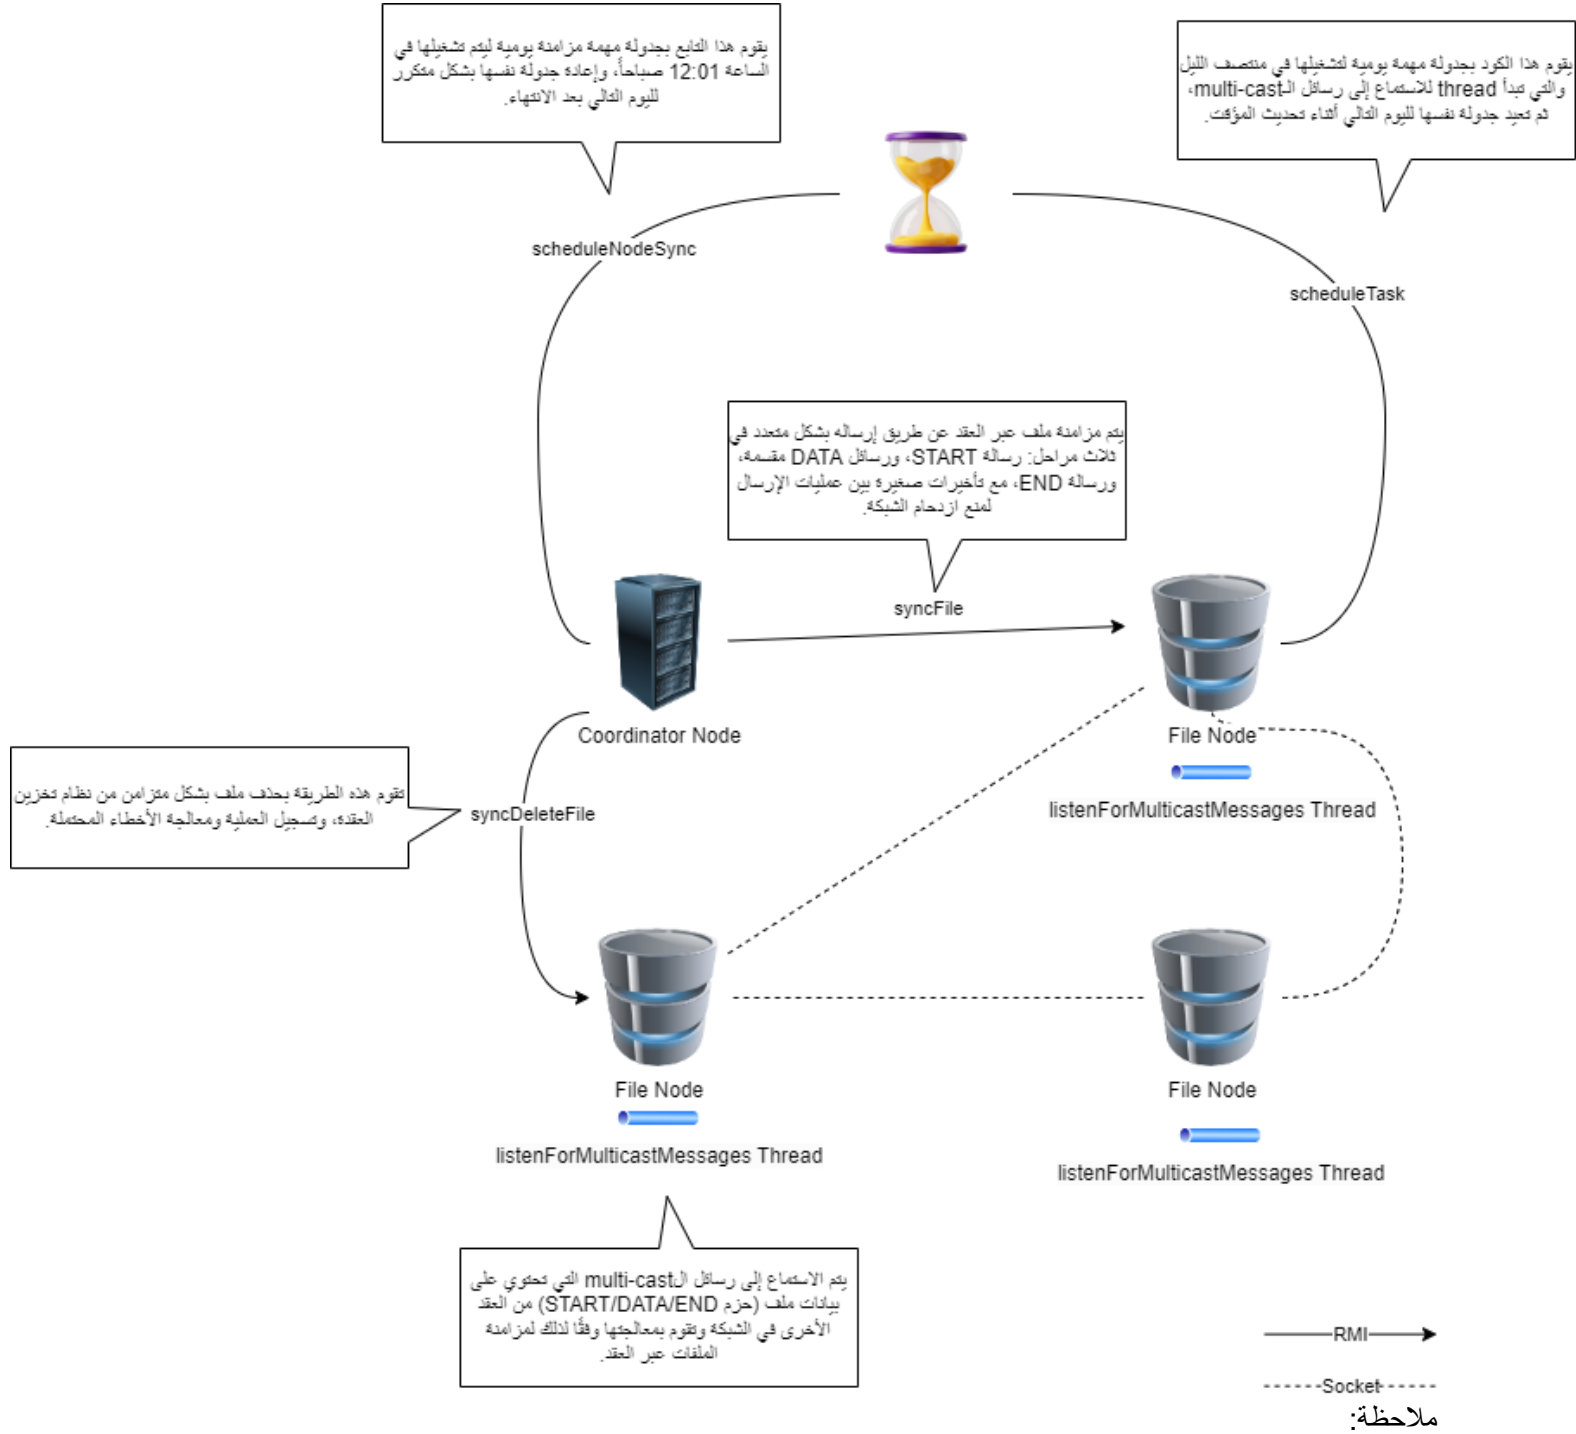 يقوم هذا التابع بجدولة مهمة مزامنة يومية ليتم تشغيلها في
الساعة 12:01 صباحاً، وإعادة جدولة نفسها بشكل متكرر
لليوم التالي بعد الانتهاء.
يقوم هذا الكود بجدولة مهمة يومية لتشغيلها في منتصف الليل
والتي تبدأ thread للاستماع إلى رسائل الـmulti-cast،
ثم تعيد جدولة نفسها لليوم التالي أثناء تحديث المؤقت.
scheduleNodeSync
scheduleTask
يتم مزامنة ملف عبر العقد عن طريق إرساله بشكل متعدد في
ثلاث مراحل: رسالة START، ورسائل DATA مقسمة،
ورسالة END، مع تأخيرات صغيرة بين عمليات الإرسال
لمنع ازدحام الشبكة.
syncFile
Coordinator Node
File Node
listenForMulticastMessages Thread
تقوم هذه الطريقة بحذف ملف بشكل متزامن من نظام تخزين
العقدة، وتسجيل العملية ومعالجة الأخطاء المحتملة.
syncDeleteFile
File Node
listenForMulticastMessages Thread
File Node
listenForMulticastMessages Thread
يتم الاستماع إلى رسائل الـmulti-cast التي تحتوي على
بيانات ملف (حزم START/DATA/END) من العقد
الأخرى في الشبكة وتقوم بمعالجتها وفقًا لذلك لمزامنة
الملفات عبر العقد.
RMI
Socket
ملاحظة: